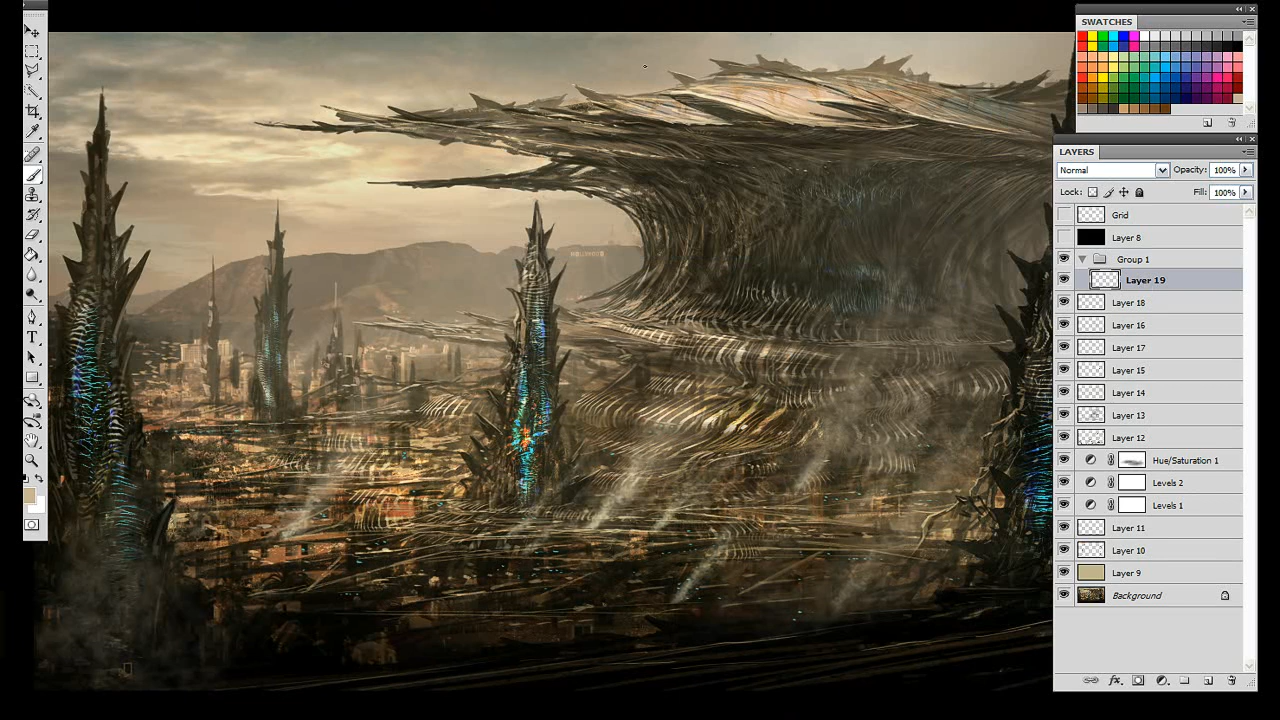 SWATCHES
LAYERS
Normal Opacity: 100%
Lock: Fill: 100%
Grid
Layer 8
Group 1
Layer 19
Layer 18
Layer 16
Layer 17
Layer 15
Layer 14
Layer 13
Layer 12
Hue/Saturation 1
Levels 2
Levels 1
Layer 11
Layer 10
Layer 9
Background
HOLLYWOOD